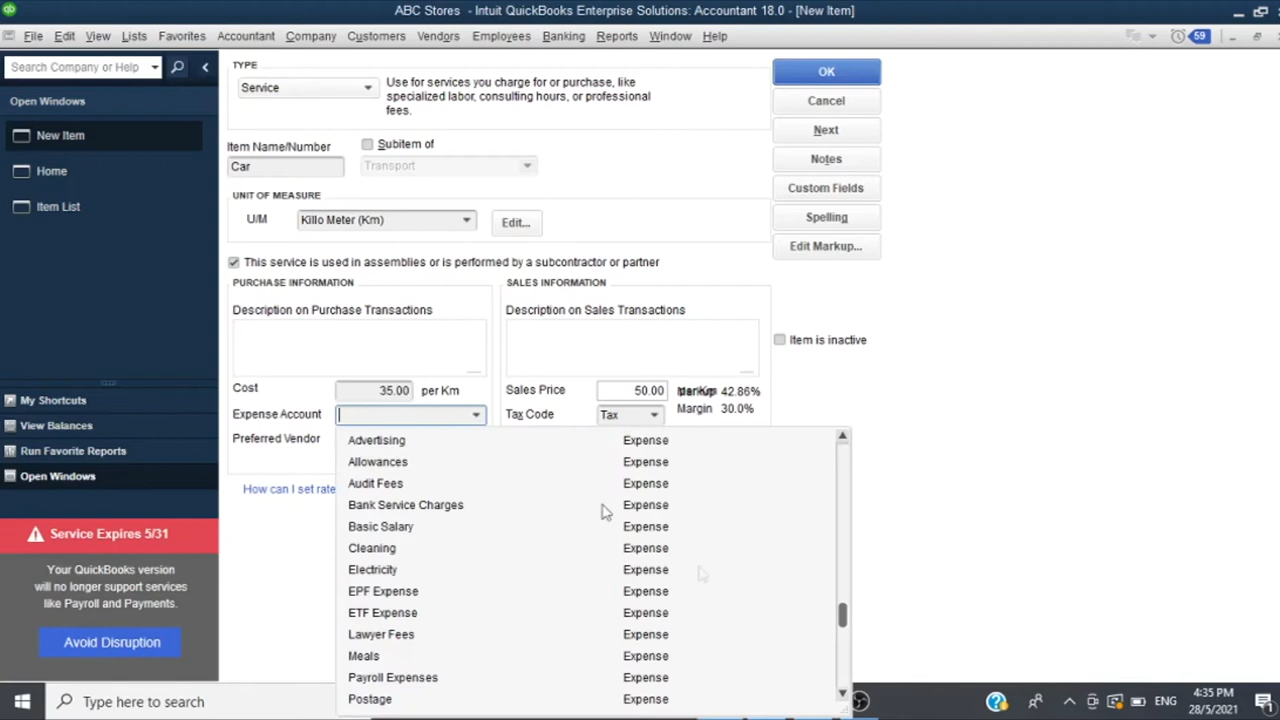 ABC Stores - Intuit QuickBooks Enterprise Solutions: Accountant 18.0 - [New Item]
File Edit View Lists Favorites Accountant Company Customers Vendors Employees Banking Reports Window Help
59
Search Company or Help
Open Windows
New Item
Home
Item List
My Shortcuts
View Balances
Run Favorite Reports
Open Windows
Service Expires 5/31
Your QuickBooks version
will no longer support services
like Payroll and Payments.
Avoid Disruption
TYPE
Service
Use for services you charge for or purchase, like
specialized labor, consulting hours, or professional
fees.
Item Name/Number
Subitem of
Car
Transport
UNIT OF MEASURE
U/M
Killo Meter (Km)
Edit...
This service is used in assemblies or is performed by a subcontractor or partner
PURCHASE INFORMATION
Description on Purchase Transactions
Cost
35.00
per Km
Expense Account
Preferred Vendor
How can I set rate
SALES INFORMATION
Description on Sales Transactions
Sales Price
50.00
42.86%
Tax Code
Tax
Margin 30.0%
OK
Cancel
Next
Notes
Custom Fields
Spelling
Edit Markup...
Item is inactive
Advertising Expense
Allowances Expense
Audit Fees Expense
Bank Service Charges Expense
Basic Salary Expense
Cleaning Expense
Electricity Expense
EPF Expense Expense
ETF Expense Expense
Lawyer Fees Expense
Meals Expense
Payroll Expenses Expense
Postage Expense
Type here to search
ENG
4:35 PM
28/5/2021
1